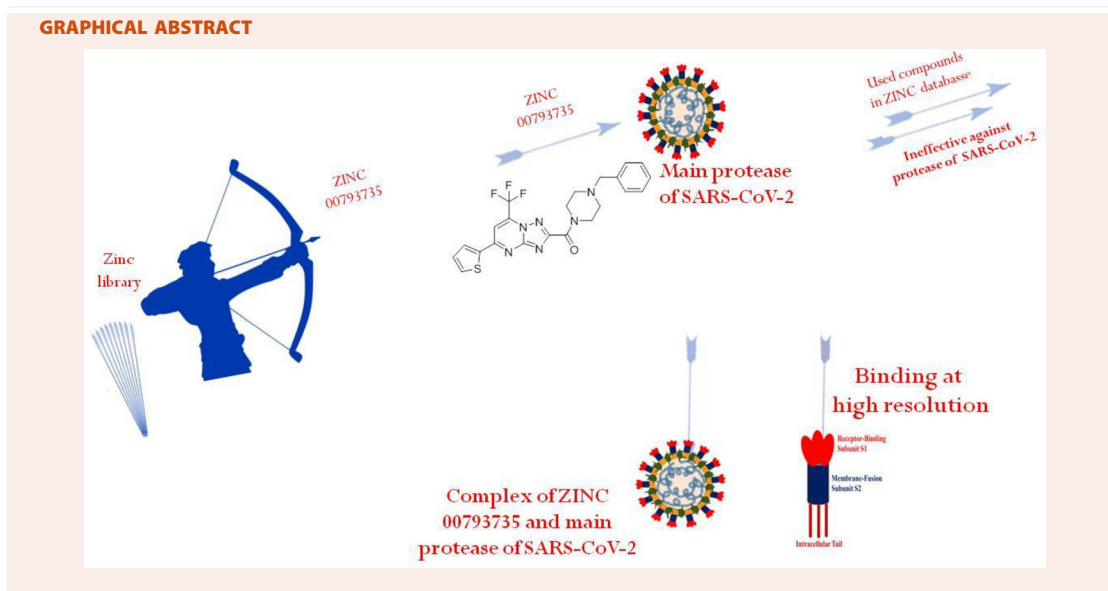 GRAPHICAL ABSTRACT
Zinc
library
ZINC
00793735
ZINC
00793735
Main protease
of SARS-CoV-2
Used compounds
in ZINC databasse
Ineffective against
protease of SARS-CoV-2
F
F
F
N
N
N
N
N
N
O
S
Complex of ZINC
00793735 and main
protease of SARS-CoV-2
Binding at
high resolution
Receptor-Binding
Subunit S1
Membrane-Fusion
Subunit S2
Intracellular Tail